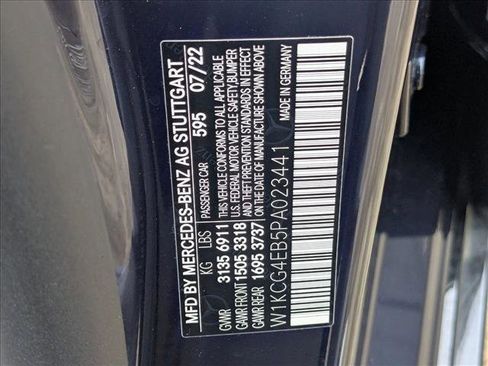 MFD BY MERCEDES-BENZ AG STUTTGART
KG LBS PASSENGER CAR 595 07/22
GVWR 3135 6911 THIS VEHICLE CONFORMS TO ALL APPLICABLE
GAWR FRONT 1505 3318 U.S. FEDERAL MOTOR VEHICLE SAFETY, BUMPER
GAWR REAR 1695 3737 AND THEFT PREVENTION STANDARDS IN EFFECT
ON THE DATE OF MANUFACTURE SHOWN ABOVE.
MADE IN GERMANY
W1KCG4EB5PA023441